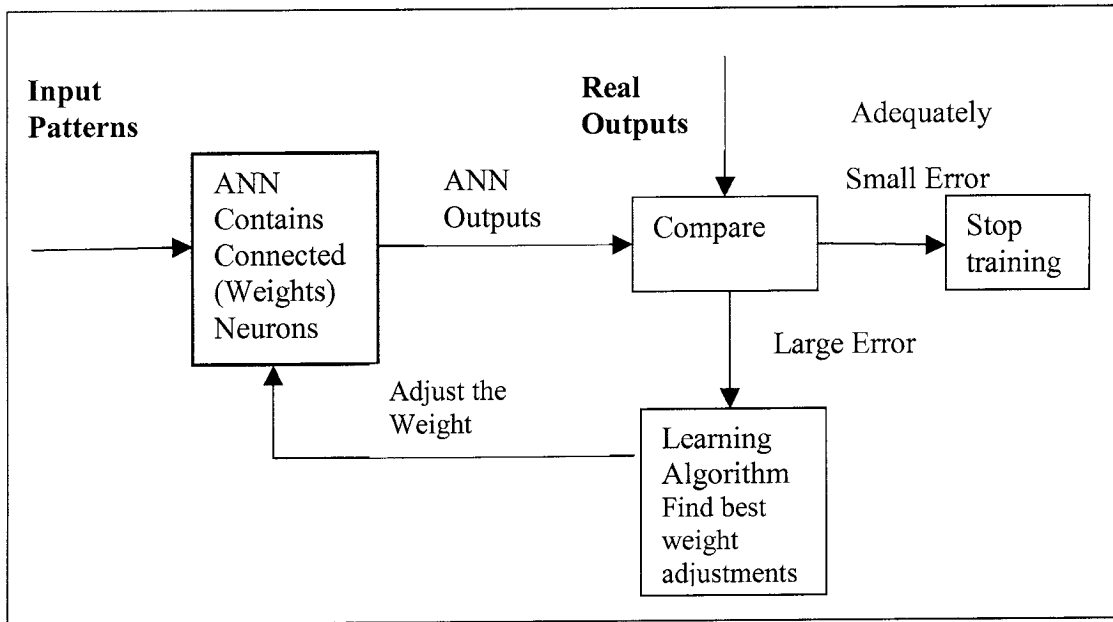 Input
Patterns
Real
Outputs
Adequately
Small Error
ANN
Contains
Connected
(Weights)
Neurons
ANN
Outputs
Compare
Stop
training
Large Error
Adjust the
Weight
Learning
Algorithm
Find best
weight
adjustments